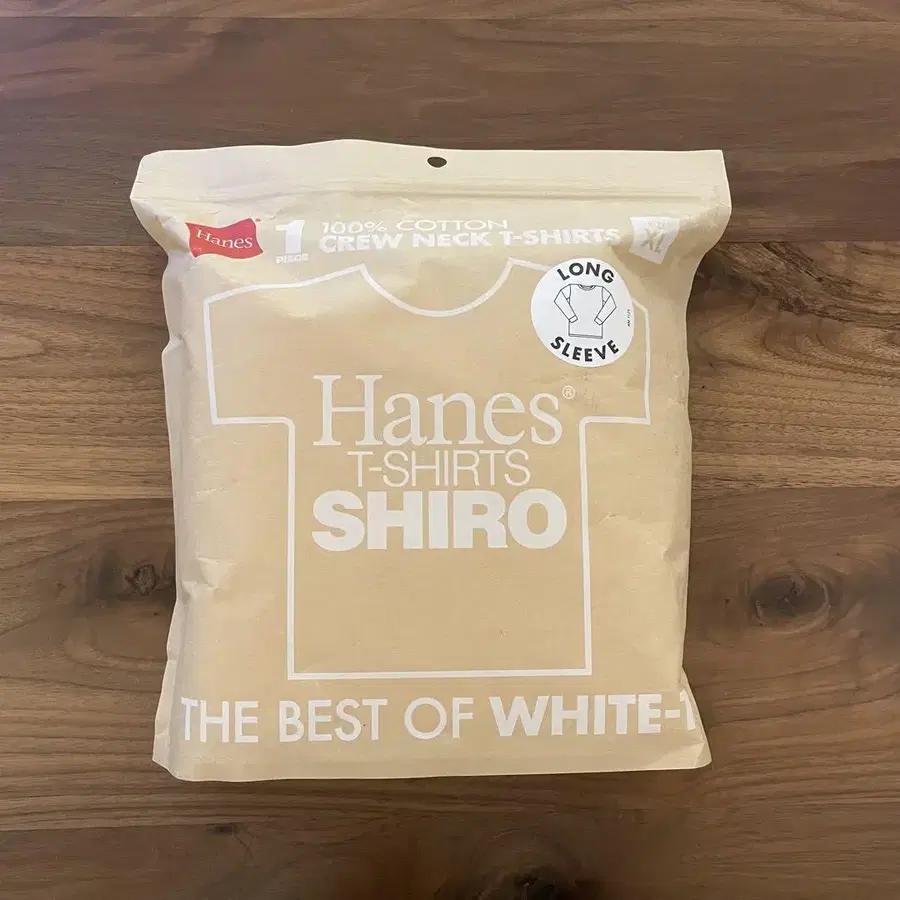 Hanes
1
PIECE
100% COTTON
CREW NECK T-SHIRTS
XL
LONG
SLEEVE
Hanes®
T-SHIRTS
SHIRO
THE BEST OF WHITE-